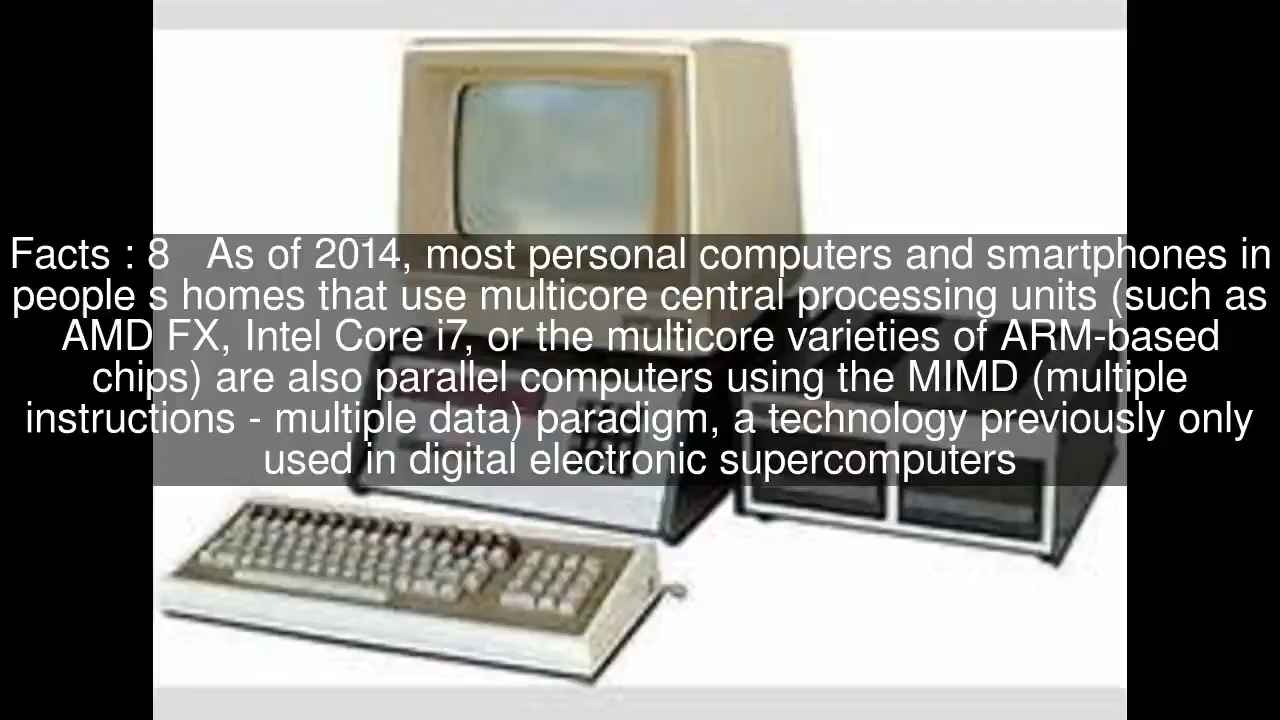 Facts : 8 As of 2014, most personal computers and smartphones in
people s homes that use multicore central processing units (such as
AMD FX, Intel Core i7, or the multicore varieties of ARM-based
chips) are also parallel computers using the MIMD (multiple
instructions - multiple data) paradigm, a technology previously only
used in digital electronic supercomputers